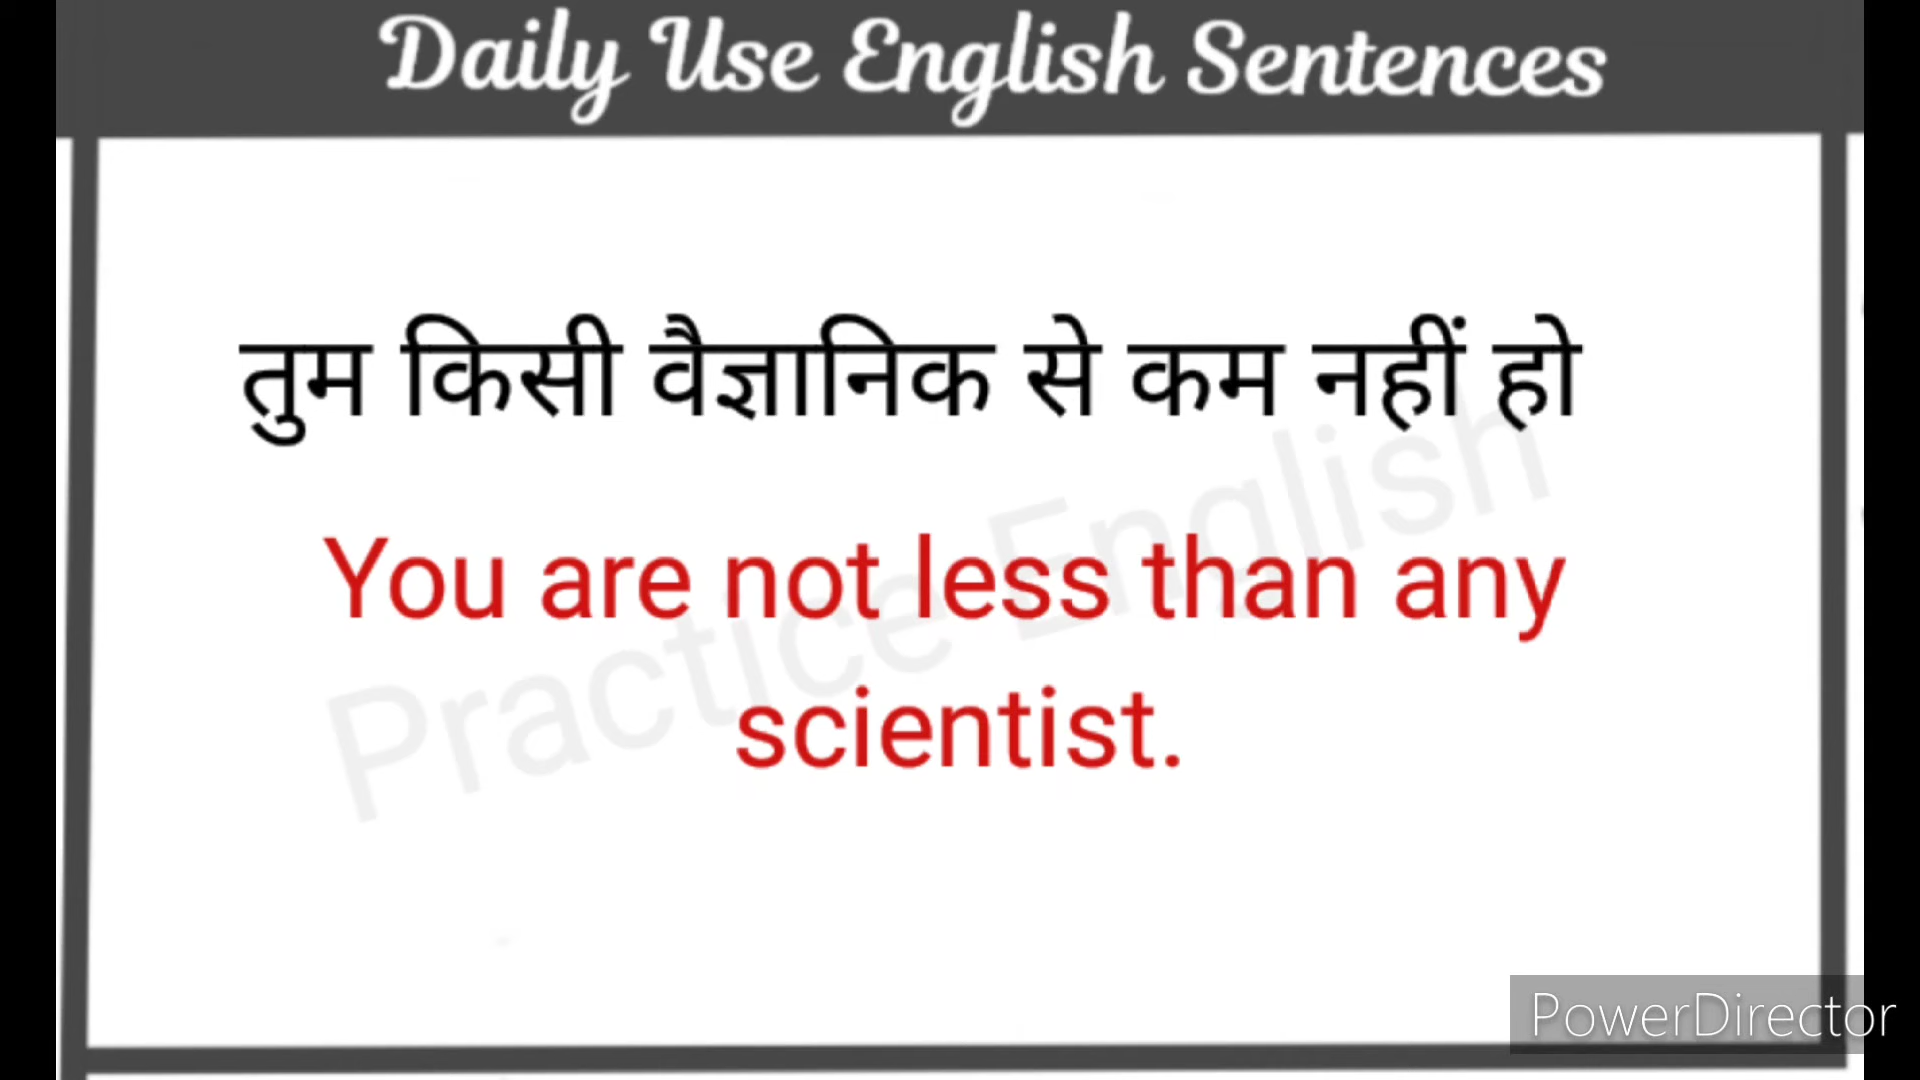 Daily Use English Sentences
तुम किसी वैज्ञानिक से कम नहीं हो
You are not less than any
scientist.
Practice English
PowerDirector